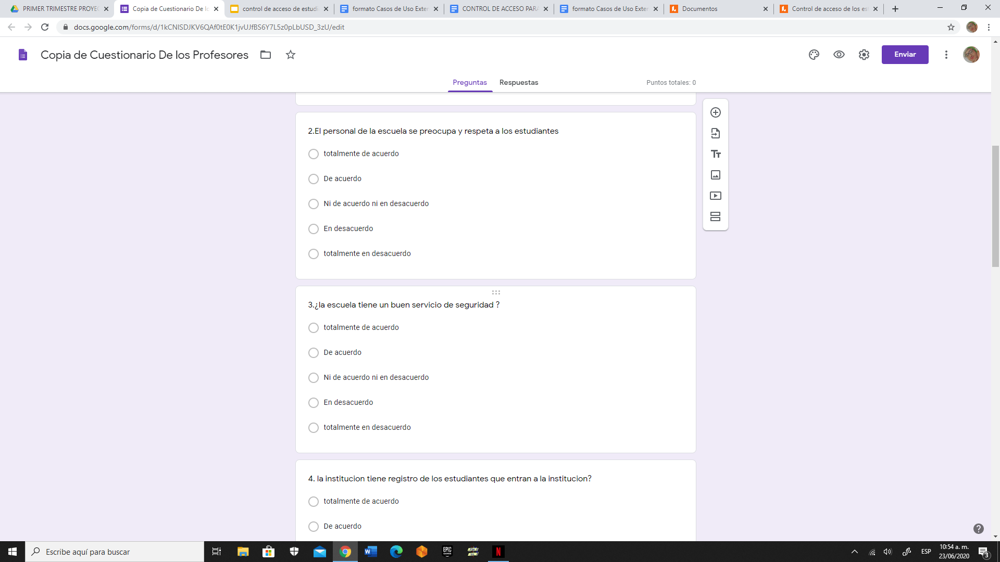 PRIMER TRIMESTRE PROYEC
Copia de Cuestionario De lo
control de acceso de estudi
formato Casos de Uso Exter
CONTROL DE ACCESO PARA
formato Casos de Uso Exter
Documentos
Control de acceso de los es
docs.google.com/forms/d/1kCNISDJKV6QAf0tE0K1jvUJfBS6Y7L5z0pLbUSD_3zU/edit
Copia de Cuestionario De los Profesores
Enviar
Preguntas
Respuestas
Puntos totales: 0
2.El personal de la escuela se preocupa y respeta a los estudiantes
totalmente de acuerdo
De acuerdo
Ni de acuerdo ni en desacuerdo
En desacuerdo
totalmente en desacuerdo
3.¿la escuela tiene un buen servicio de seguridad ?
totalmente de acuerdo
De acuerdo
Ni de acuerdo ni en desacuerdo
En desacuerdo
totalmente en desacuerdo
4. la institucion tiene registro de los estudiantes que entran a la institucion?
totalmente de acuerdo
De acuerdo
Escribe aquí para buscar
EPIC
GAMES
ESP
10:54 a. m.
23/06/2020
3